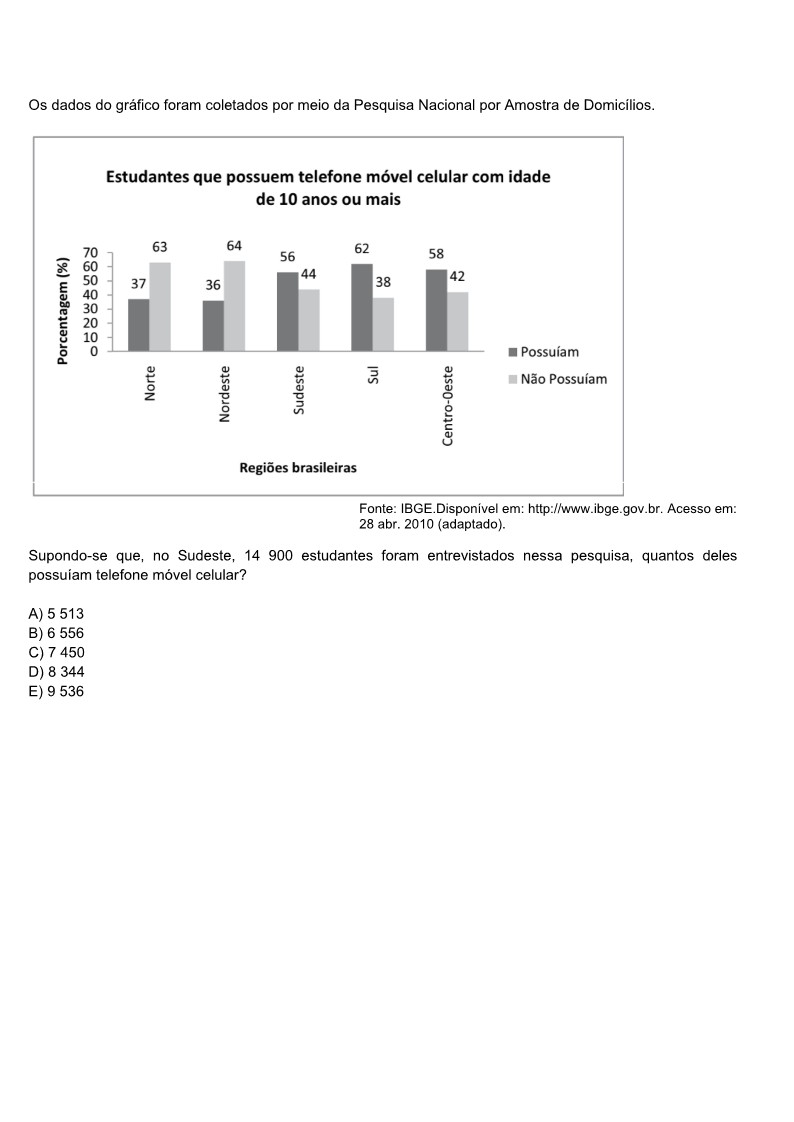 Os dados do gráfico foram coletados por meio da Pesquisa Nacional por Amostra de Domicílios.
Estudantes que possuem telefone móvel celular com idade
de 10 anos ou mais
Porcentagem (%)
70
60
50
40
30
20
10
0
37
63
36
64
56
44
62
38
58
42
Norte
Nordeste
Sudeste
Sul
Centro-0este
Possuíam
Não Possuíam
Regiões brasileiras
Fonte: IBGE.Disponível em: http://www.ibge.gov.br. Acesso em:
28 abr. 2010 (adaptado).
Supondo-se que, no Sudeste, 14 900 estudantes foram entrevistados nessa pesquisa, quantos deles
possuíam telefone móvel celular?
A) 5 513
B) 6 556
C) 7 450
D) 8 344
E) 9 536